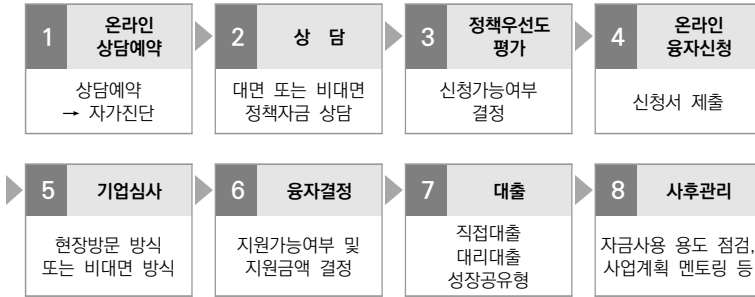 1
온라인
상담예약
상담예약
→ 자가진단
2
상 담
대면 또는 비대면
정책자금 상담
3
정책우선도
평가
신청가능여부
결정
4
온라인
융자신청
신청서 제출
5
기업심사
현장방문 방식
또는 비대면 방식
6
융자결정
지원가능여부 및
지원금액 결정
7
대출
직접대출
대리대출
성장공유형
8
사후관리
자금사용 용도 점검,
사업계획 멘토링 등